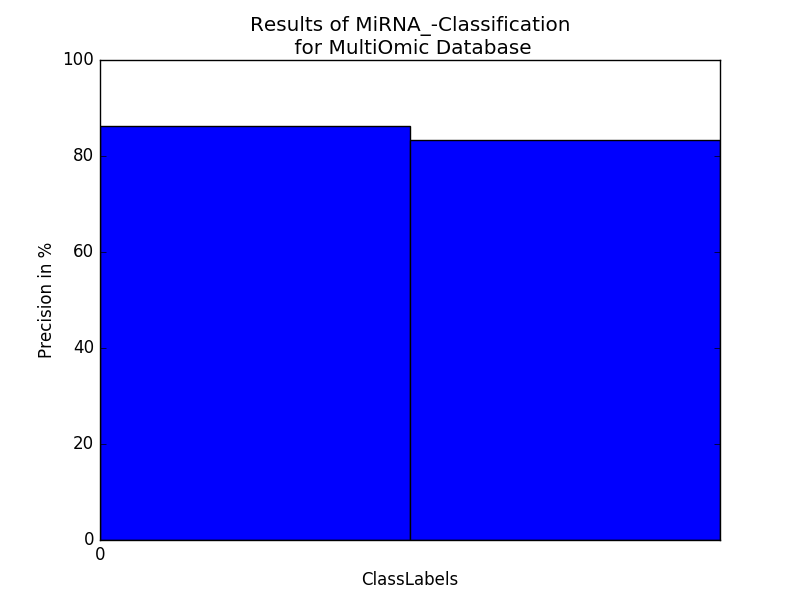 Results of MiRNA_-Classification
for MultiOmic Database
100
80
60
40
20
0
Precision in %
0
ClassLabels